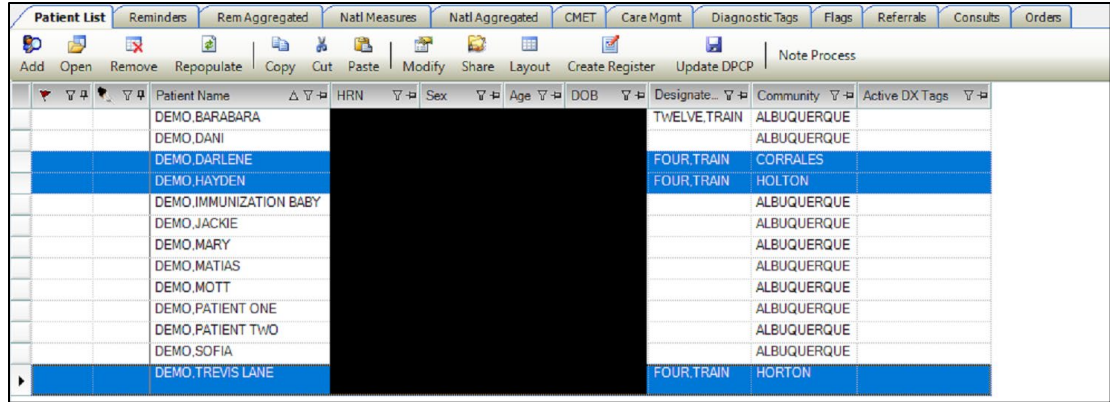 Patient List Reminders Rem Aggregated Natl Measures Natl Aggregated CMET Care Mgmt Diagnostic Tags Flags Referrals Consults Orders
Add Open Remove Repopulate Copy Cut Paste Modify Share Layout Create Register Update DPCP Note Process
Patient Name HRN Sex Age DOB Designate... Community Active DX Tags
DEMO,BARABARA TWELVE,TRAIN ALBUQUERQUE
DEMO,DANI ALBUQUERQUE
DEMO,DARLENE FOUR,TRAIN CORRALES
DEMO,HAYDEN FOUR,TRAIN HOLTON
DEMO,IMMUNIZATION BABY ALBUQUERQUE
DEMO,JACKIE ALBUQUERQUE
DEMO,MARY ALBUQUERQUE
DEMO,MATIAS ALBUQUERQUE
DEMO,MOTT ALBUQUERQUE
DEMO,PATIENT ONE ALBUQUERQUE
DEMO,PATIENT TWO ALBUQUERQUE
DEMO,SOFIA ALBUQUERQUE
DEMO,TREVIS LANE FOUR,TRAIN HORTON